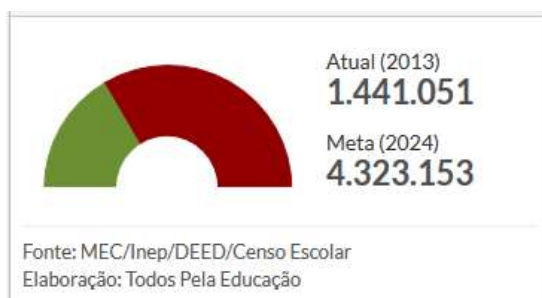 Atual (2013)
1.441.051
Meta (2024)
4.323.153
Fonte: MEC/Inep/DEED/Censo Escolar
Elaboração: Todos Pela Educação